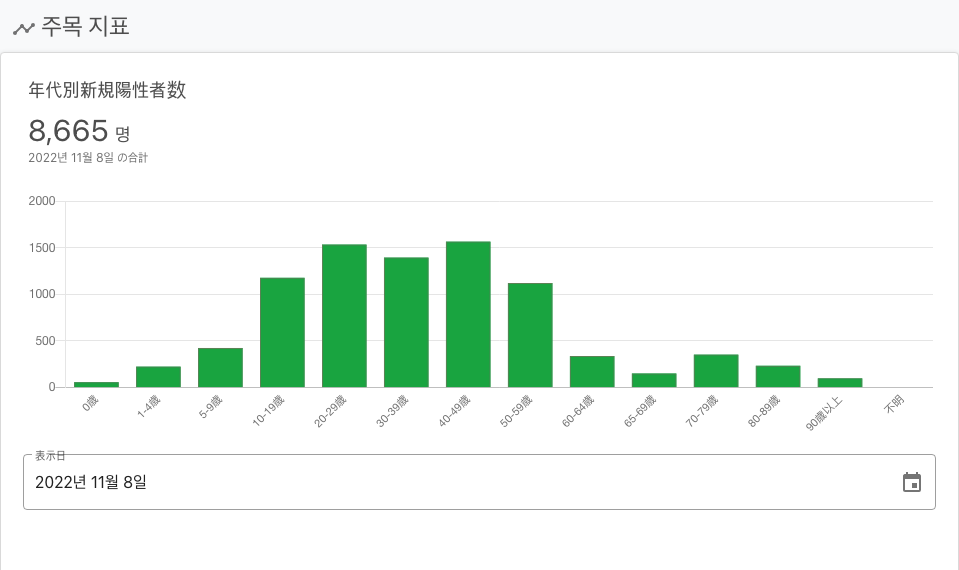 주목 지표
年代別新規陽性者数
8,665 명
2022년 11월 8일 の合計
2000
1500
1000
500
0
0歳
1-4歳
5-9歳
10-19歳
20-29歳
30-39歳
40-49歳
50-59歳
60-64歳
65-69歳
70-79歳
80-89歳
90歳以上
不明
表示日
2022년 11월 8일